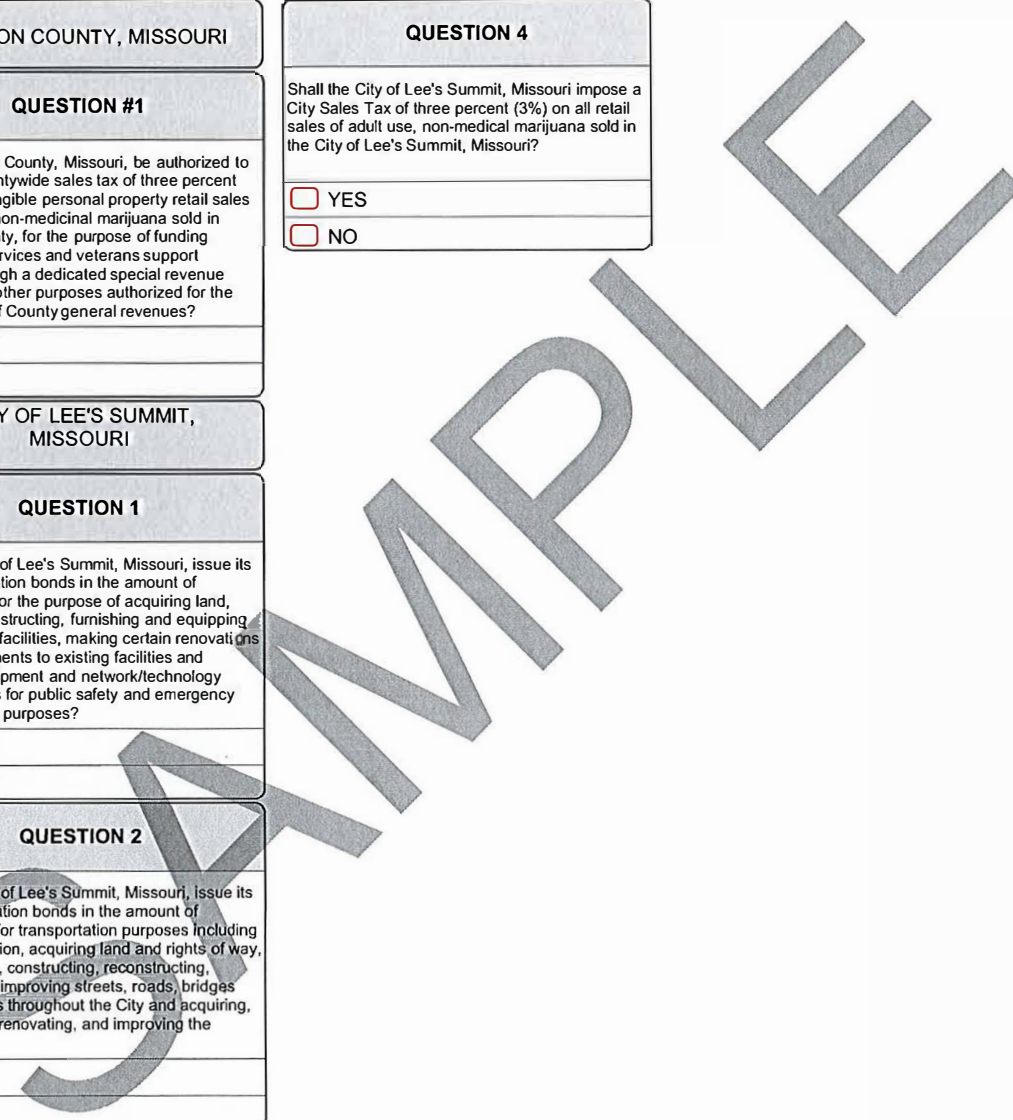 ON COUNTY, MISSOURI
QUESTION #1
County, Missouri, be authorized to
ntywide sales tax of three percent
ngible personal property retail sales
non-medicinal marijuana sold in
nty, for the purpose of funding
rvices and veterans support
gh a dedicated special revenue
other purposes authorized for the
f County general revenues?
Y OF LEE'S SUMMIT,
MISSOURI
QUESTION 1
of Lee's Summit, Missouri, issue its
ation bonds in the amount of
or the purpose of acquiring land,
structing, furnishing and equipping
facilities, making certain renovations
ments to existing facilities and
ipment and network/technology
s for public safety and emergency
purposes?
QUESTION 2
of Lee's Summit, Missouri, issue its
ation bonds in the amount of
for transportation purposes including
ion, acquiring land and rights of way,
, constructing, reconstructing,
improving streets, roads, bridges
s throughout the City and acquiring,
renovating, and improving the
QUESTION 4
Shall the City of Lee's Summit, Missouri impose a
City Sales Tax of three percent (3%) on all retail
sales of adult use, non-medical marijuana sold in
the City of Lee's Summit, Missouri?
YES
NO
SAMPLE